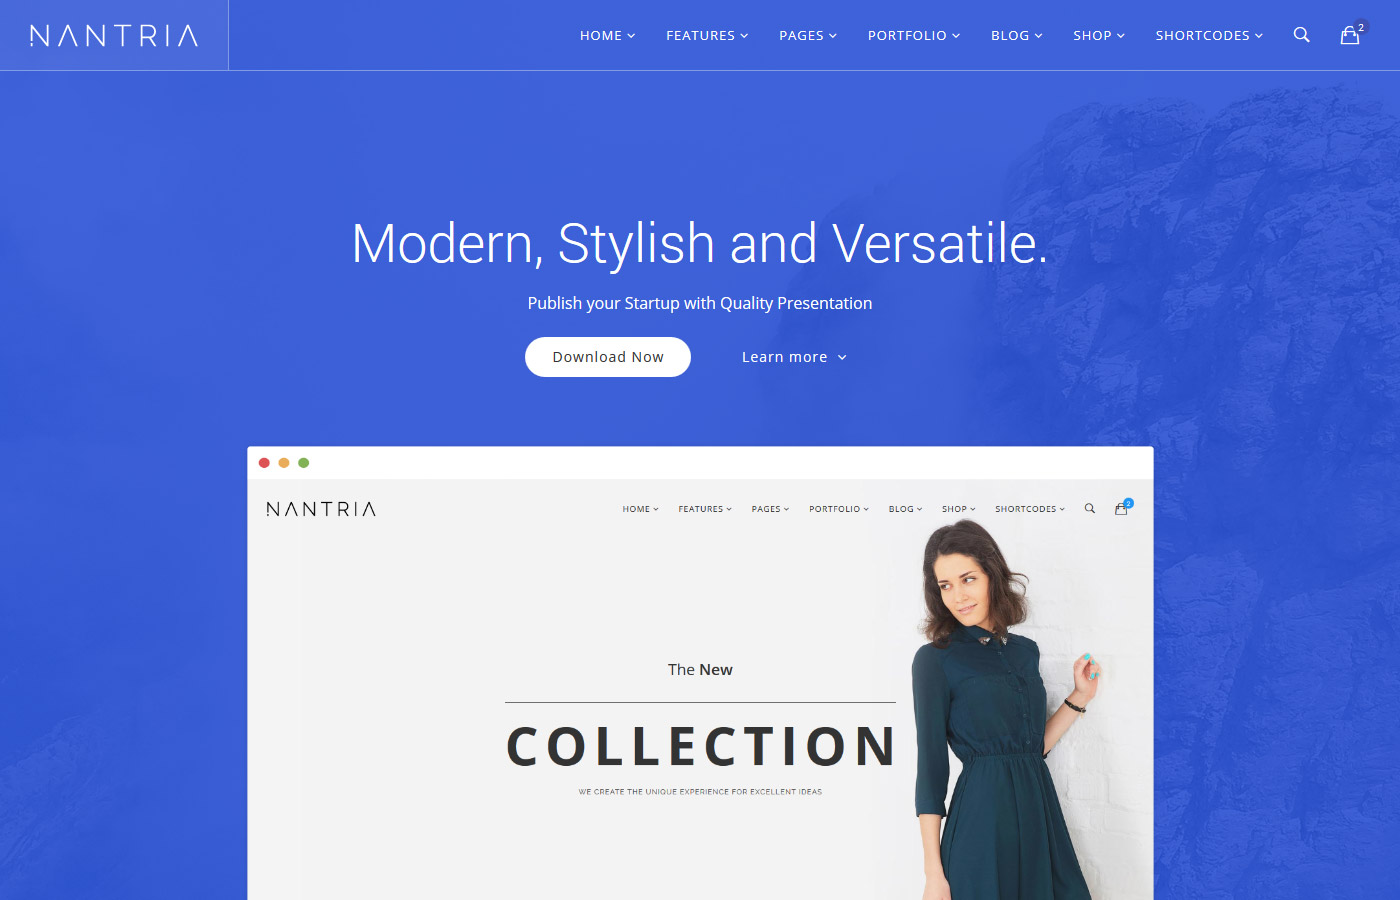 NANTRIA HOME FEATURES PAGES PORTFOLIO BLOG SHOP SHORTCODES 2
Modern, Stylish and Versatile.
Publish your Startup with Quality Presentation
Download Now Learn more
NANTRIA HOME FEATURES PAGES PORTFOLIO BLOG SHOP SHORTCODES 2
The New
COLLECTION
WE CREATE THE UNIQUE EXPERIENCE FOR EXCELLENT IDEAS